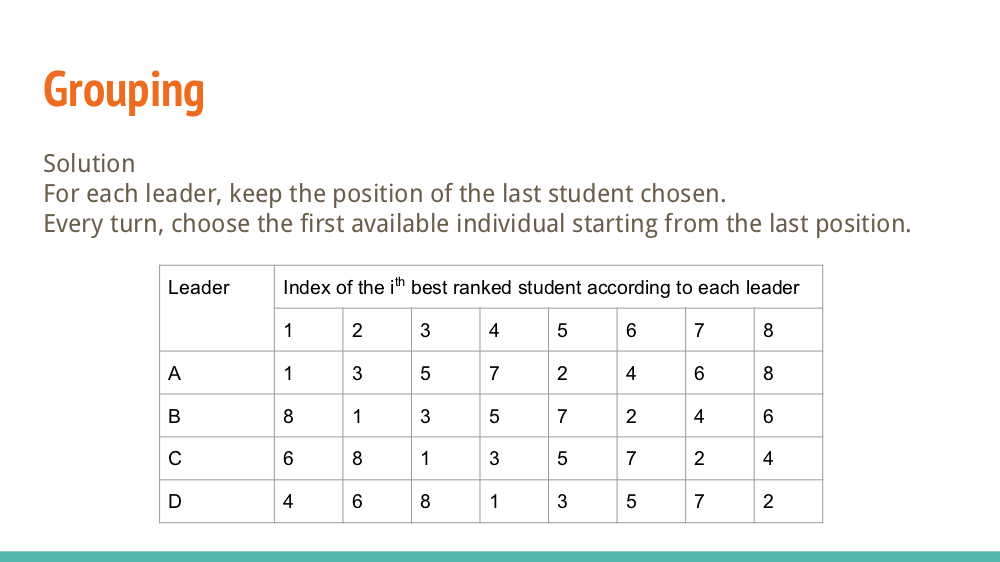 Grouping
Solution
For each leader, keep the position of the last student chosen.
Every turn, choose the first available individual starting from the last position.
Leader Index of the ith best ranked student according to each leader
1 2 3 4 5 6 7 8
A 1 3 5 7 2 4 6 8
B 8 1 3 5 7 2 4 6
C 6 8 1 3 5 7 2 4
D 4 6 8 1 3 5 7 2